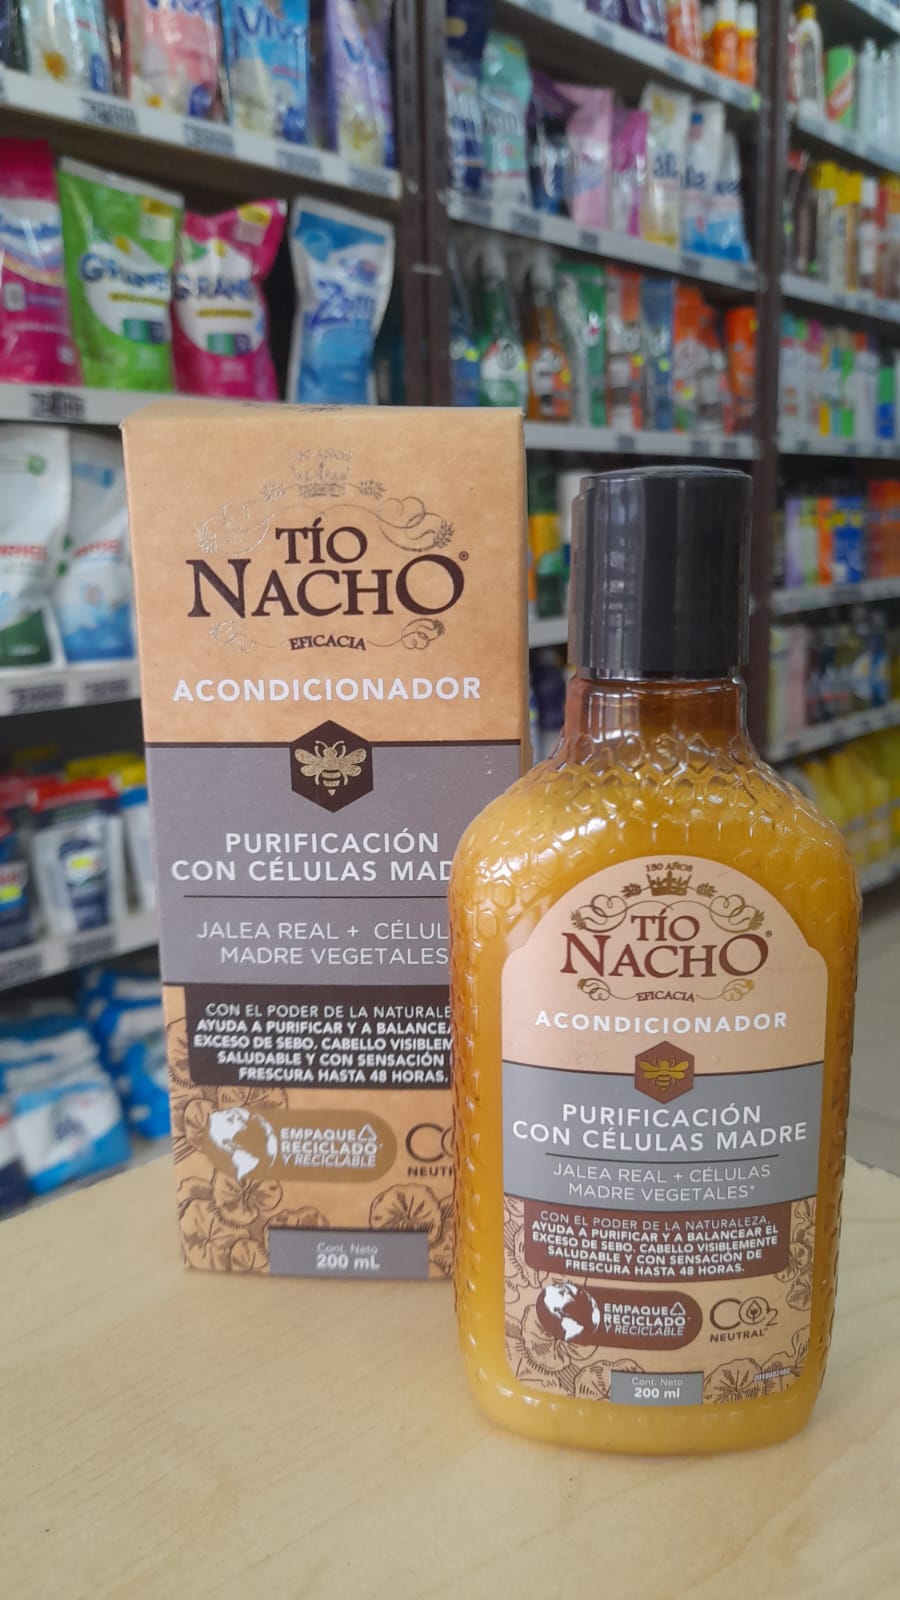 150 AÑOS
TÍO
NACHO®
EFICACIA
ACONDICIONADOR
PURIFICACIÓN
CON CÉLULAS MAD
JALEA REAL + CÉLUL
MADRE VEGETALES
CON EL PODER DE LA NATURALE
AYUDA A PURIFICAR Y A BALANCEA
EXCESO DE SEBO. CABELLO VISIBLEM
SALUDABLE Y CON SENSACIÓN
FRESCURA HASTA 48 HORAS.
EMPAQUE
RECICLADO
Y RECICLABLE
CO
NEUT
Cont. Neto
200 mL
150 AÑOS
TÍO
NACHO®
EFICACIA
ACONDICIONADOR
PURIFICACIÓN
CON CÉLULAS MADRE
JALEA REAL + CÉLULAS
MADRE VEGETALES*
CON EL PODER DE LA NATURALEZA,
AYUDA A PURIFICAR Y A BALANCEAR EL
EXCESO DE SEBO. CABELLO VISIBLEMENTE
SALUDABLE Y CON SENSACIÓN DE
FRESCURA HASTA 48 HORAS.
EMPAQUE
RECICLADO*
Y RECICLABLE
CO2
NEUTRAL**
Cont. Neto
200 ml